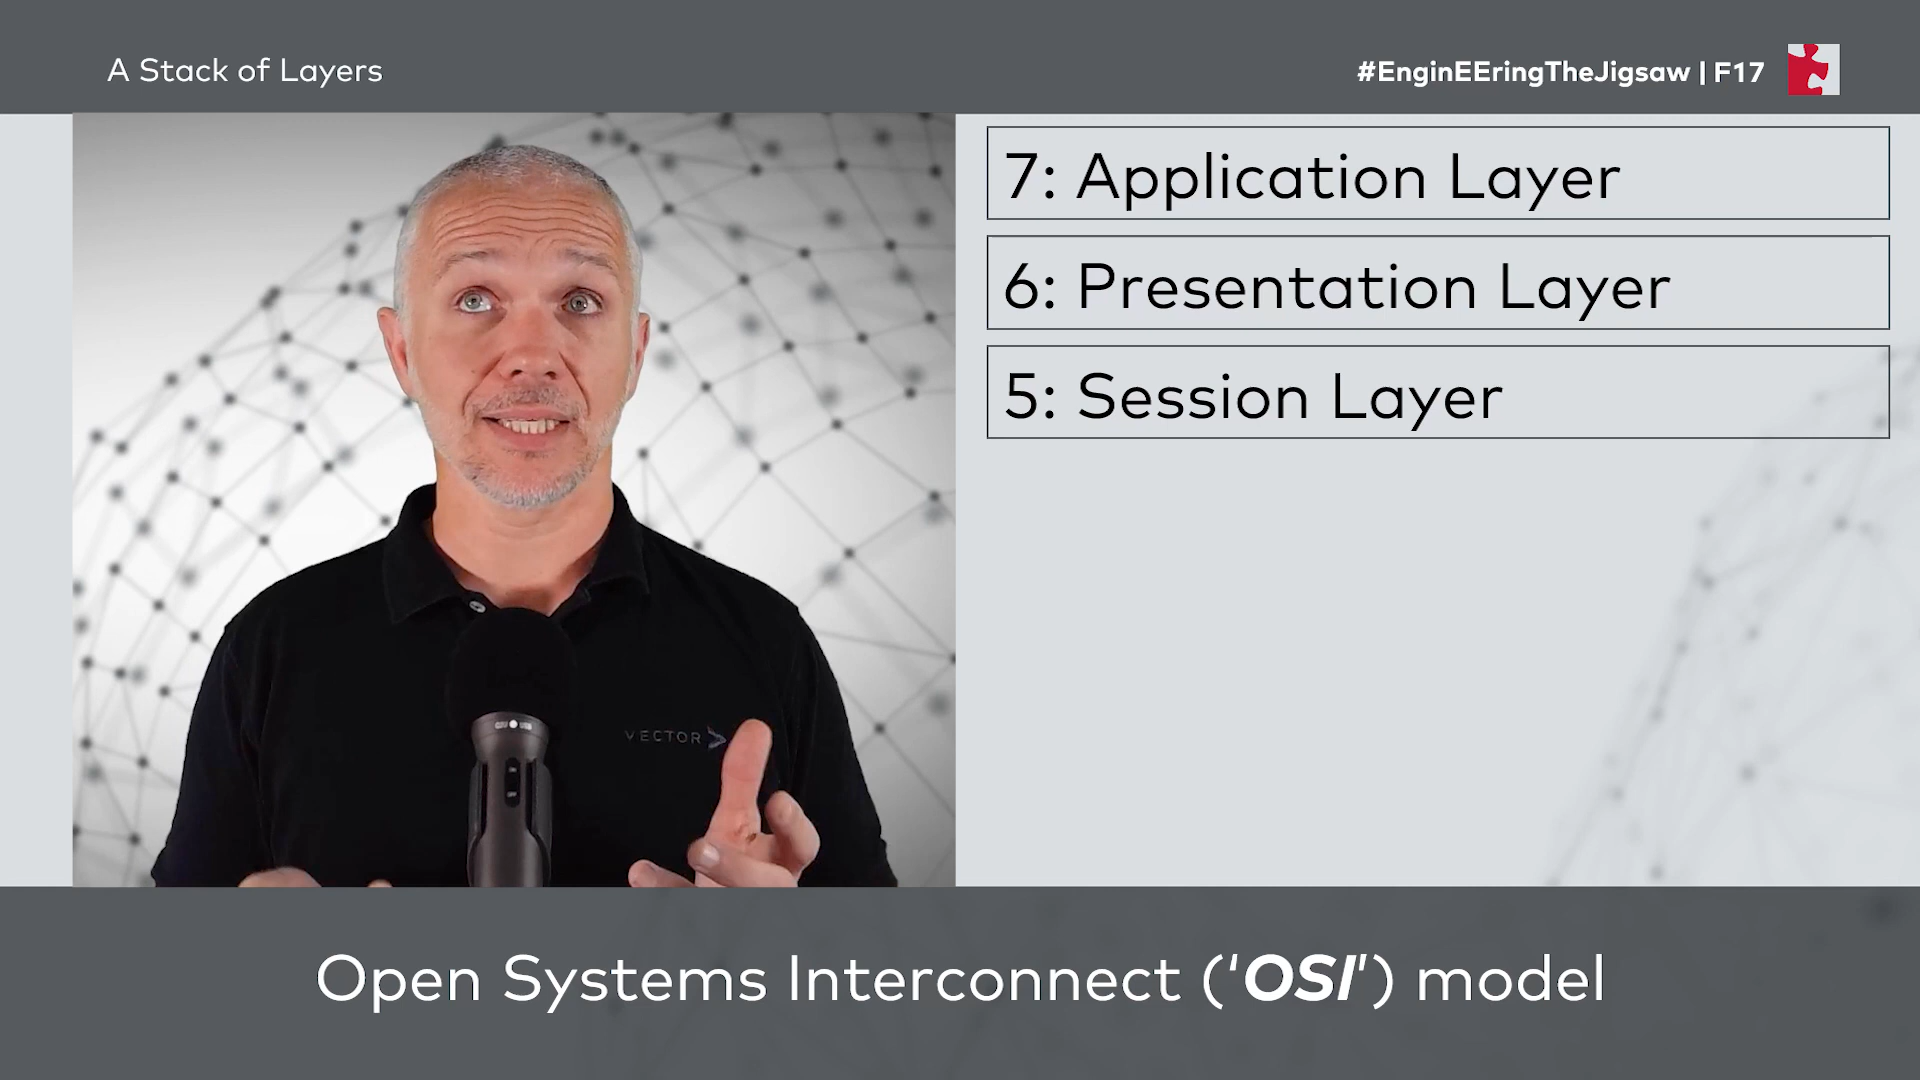 A Stack of Layers
#EnginEEringTheJigsaw | F17
7: Application Layer
6: Presentation Layer
5: Session Layer
VECTOR
Open Systems Interconnect ('OSI') model